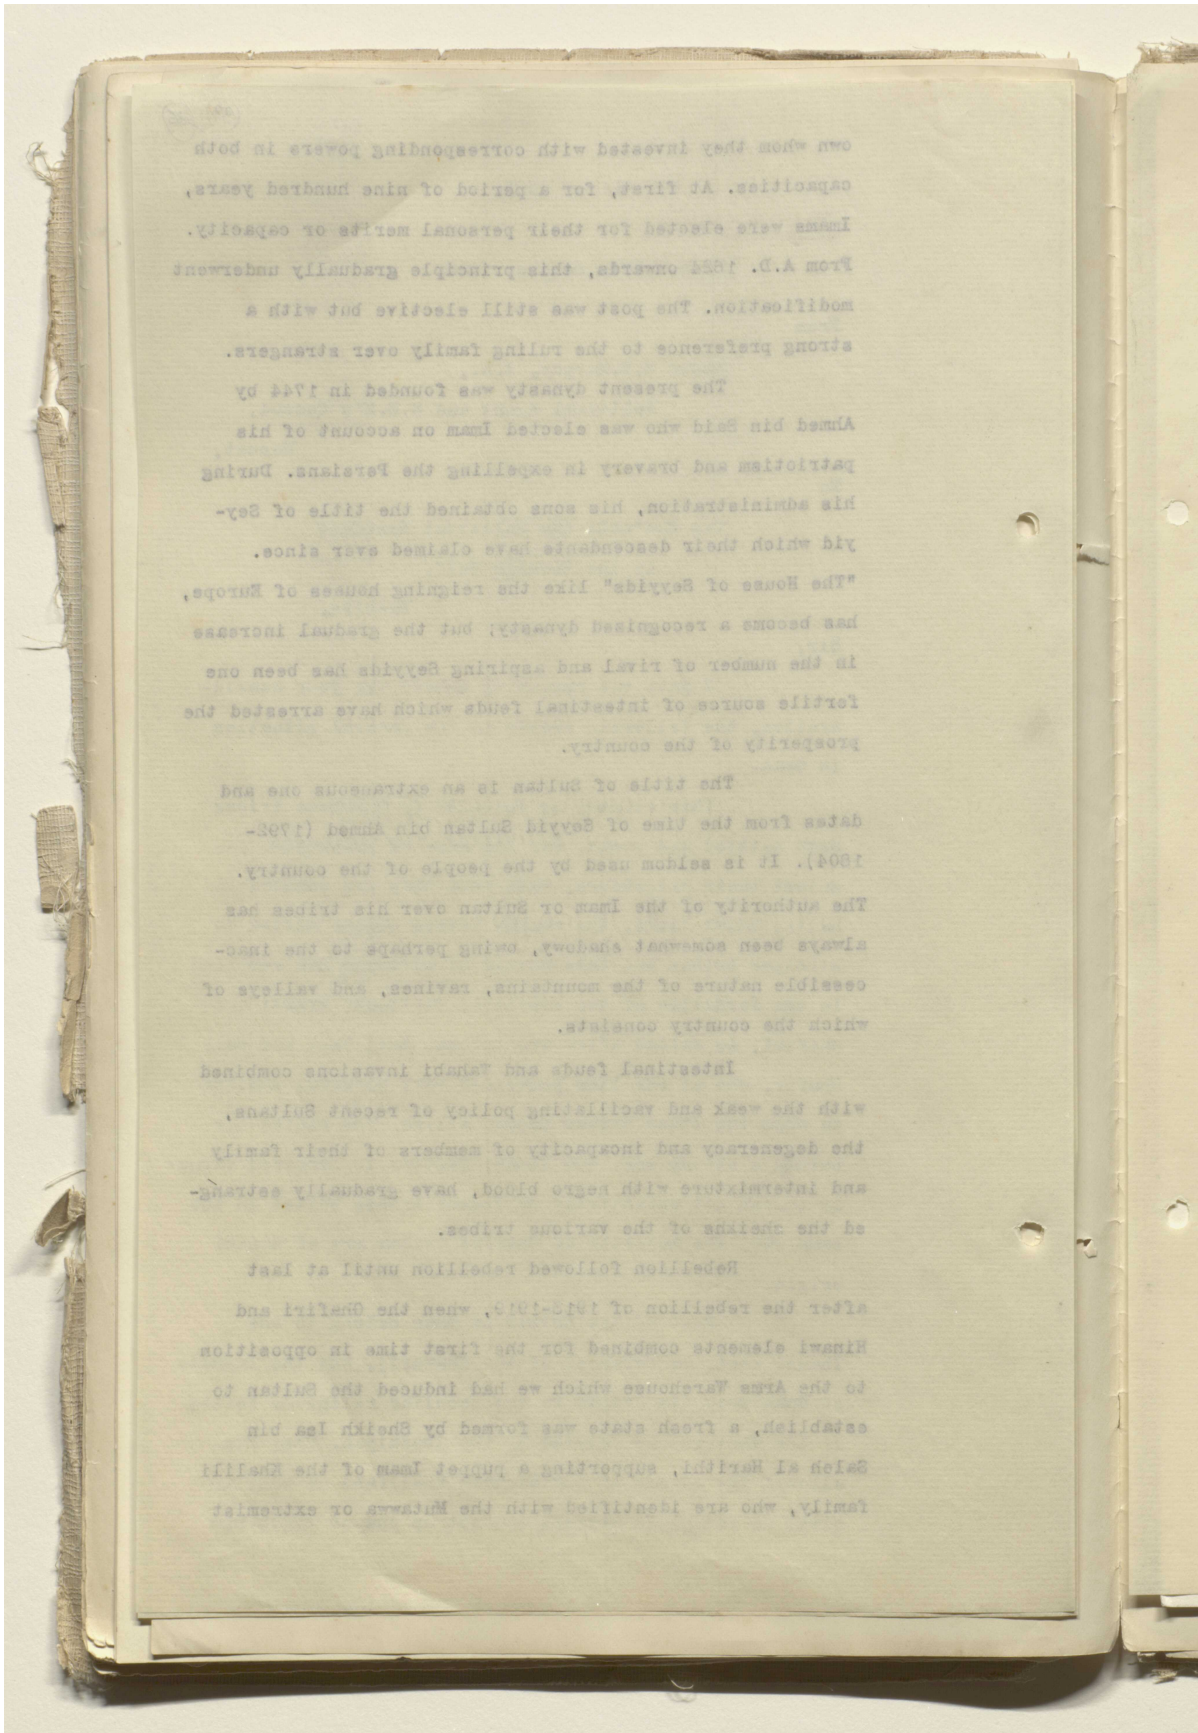 own whom they invested with corresponding powers in both
capacities. At first, for a period of nine hundred years,
Imams were elected for their personal merits or capacity.
From A.D. 1624 onwards, this principle gradually underwent
modification. The post was still elective but with a
strong preference to the ruling family over strangers.
The present dynasty was founded in 1744 by
Ahmed bin Said who was elected Imam on account of his
patriotism and bravery in expelling the Persians. During
his administration, his sons obtained the title of Sey-
yid which their descendants have claimed ever since.
"The House of Seyyids" like the reigning houses of Europe,
has become a recognised dynasty; but the gradual increase
in the number of rival and aspiring Seyyids has been one
fertile source of intestinal feuds which have arrested the
prosperity of the country.
The title of Sultan is an extraneous one and
dates from the time of Seyyid Sultan bin Ahmed (1792-
1804). It is seldom used by the people of the country.
The authority of the Imam or Sultan over his tribes has
always been somewhat shadowy, owing perhaps to the inac-
cessible nature of the mountains, ravines, and valleys of
which the country consists.
Intestinal feuds and Wahabi invasions combined
with the weak and vacillating policy of recent Sultans,
the degeneracy and incapacity of members of their family
and intermixture with negro blood, have gradually estrang-
ed the sheikhs of the various tribes.
Rebellion followed rebellion until at last
after the rebellion of 1913-1919, when the Ghafiri and
Hinawi elements combined for the first time in opposition
to the Arms Warehouse which we had induced the Sultan to
establish, a fresh state was formed by Sheikh Isa bin
Saleh al Harithi, supporting a puppet Imam of the Khalili
family, who are identified with the Mutawwa or extremist